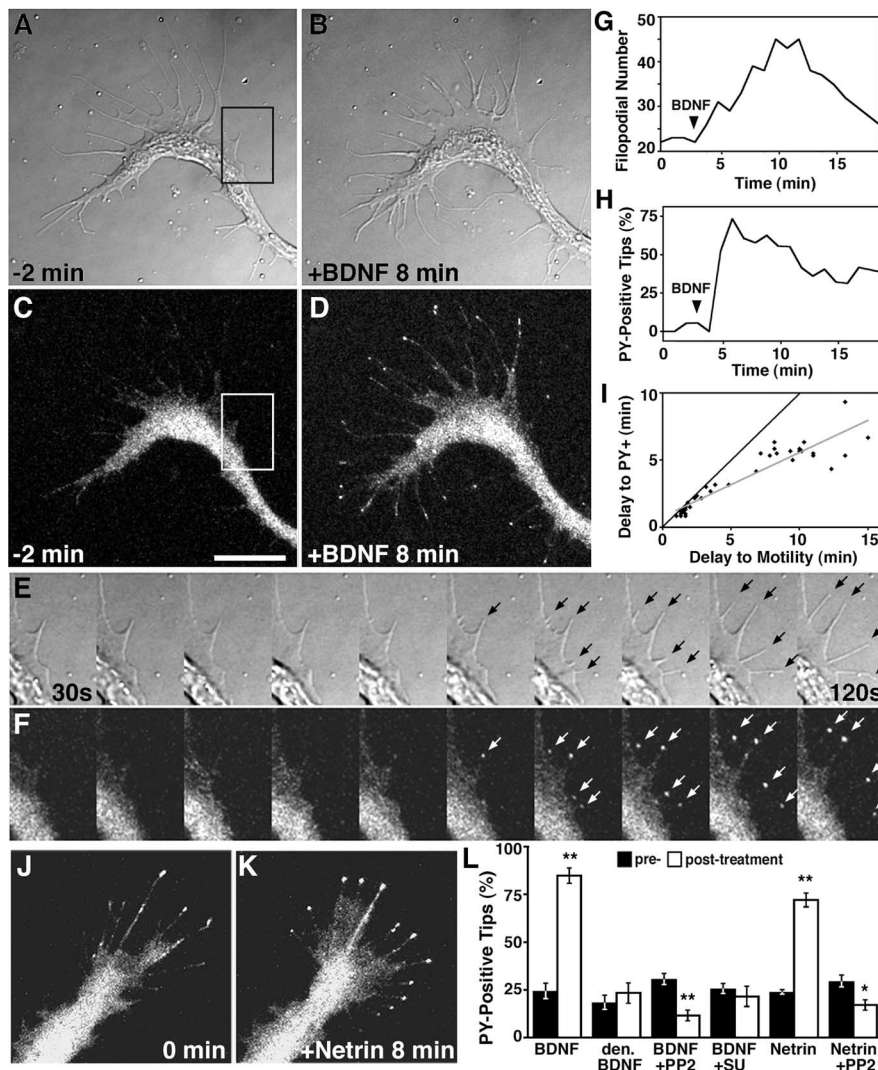 A
-2 min
B
+BDNF 8 min
C
-2 min
D
+BDNF 8 min
G
Filopodial Number
50
40
30
20
BDNF
0
5
10
15
Time (min)
H
PY-Positive Tips (%)
75
50
25
0
BDNF
0
5
10
15
Time (min)
I
Delay to PY+ (min)
10
5
0
0
5
10
15
Delay to Motility (min)
E
30s
120s
F
J
0 min
K
+Netrin 8 min
L
PY-Positive Tips (%)
100
75
50
25
0
pre- post-treatment
**
**
**
*
BDNF
den. BDNF
BDNF +PP2
BDNF +SU
Netrin
Netrin +PP2